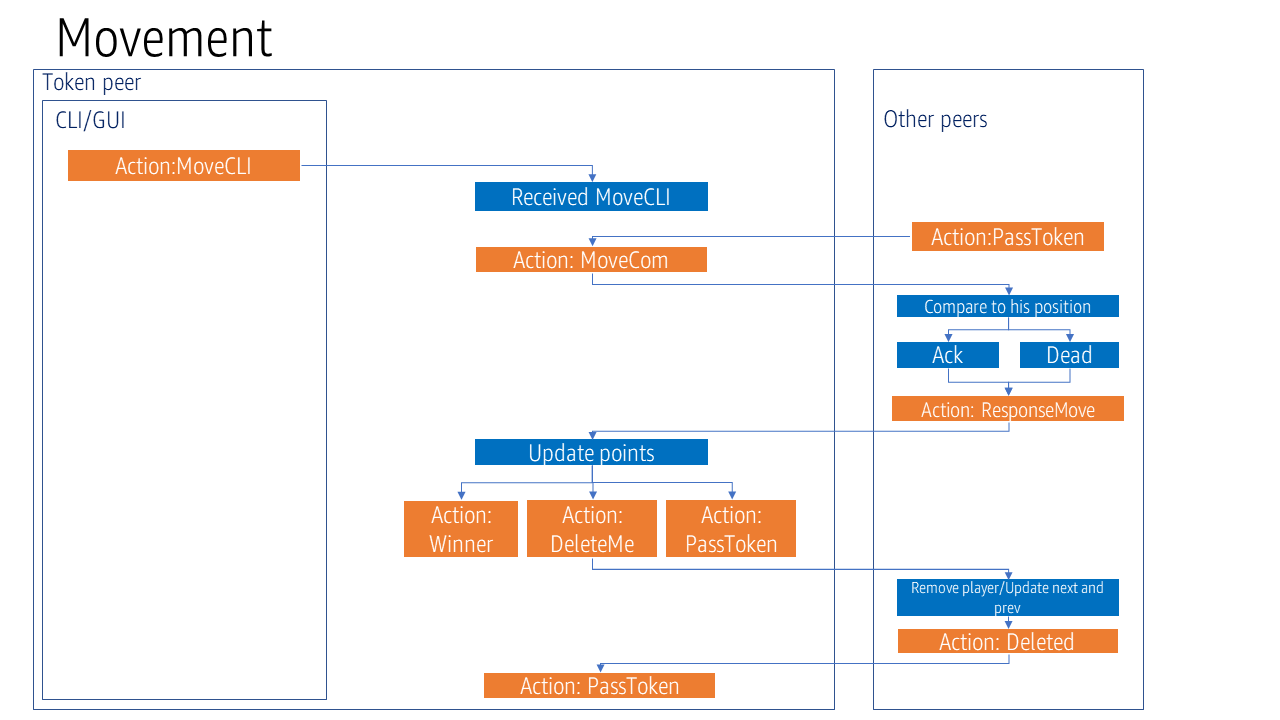 Movement
Token peer
CLI/GUI
Other peers
Action:MoveCLI
Received MoveCLI
Action:PassToken
Action: MoveCom
Compare to his position
Ack
Dead
Action: ResponseMove
Update points
Action:
Winner
Action:
DeleteMe
Action:
PassToken
Remove player/Update next and
prev
Action: Deleted
Action: PassToken